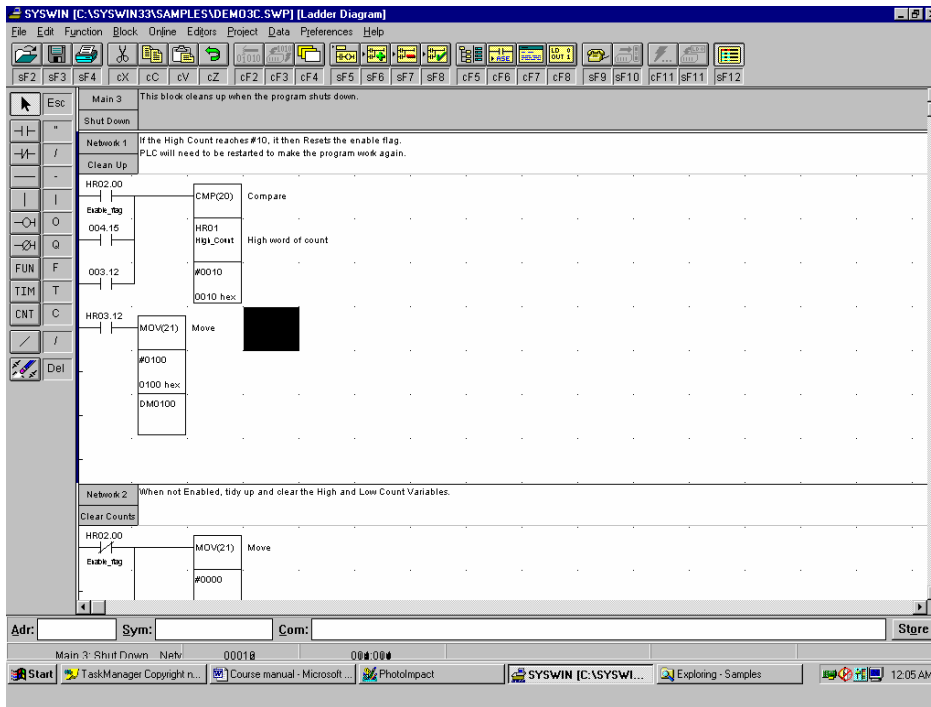 SYSWIN [C:\SYSWIN33\SAMPLES\DEMO3C.SWP] [Ladder Diagram]
File Edit Function Block Online Editors Project Data Preferences Help
sF2 sF3 sF4 cX cC cV cZ cF2 cF3 cF4 sF5 sF6 sF7 sF8 cF5 cF6 cF7 cF8 sF9 sF10 cF11 sF11 sF12
Esc
"
/
-
|
O
Q
FUN F
TIM T
CNT C
/
Del
Main 3 This block cleans up when the program shuts down.
Shut Down
Network 1 If the High Count reaches #10, it then Resets the enable flag.
PLC will need to be restarted to make the program work again.
Clean Up
HR02.00
CMP(20) Compare
Enable_flag
004.15 HR01
High_Count High word of count
003.12 #0010
0010 hex
HR03.12
MOV(21) Move
#0100
0100 hex
DM0100
Network 2 When not Enabled, tidy up and clear the High and Low Count Variables.
Clear Counts
HR02.00
MOV(21) Move
Enable_flag
#0000
Adr: Sym: Com: Store
Main 3: Shut Down Netw
Start TaskManager Copyright n... Course manual - Microsoft ... PhotoImpact SYSWIN [C:\SYSWI... Exploring - Samples 12:05 AM